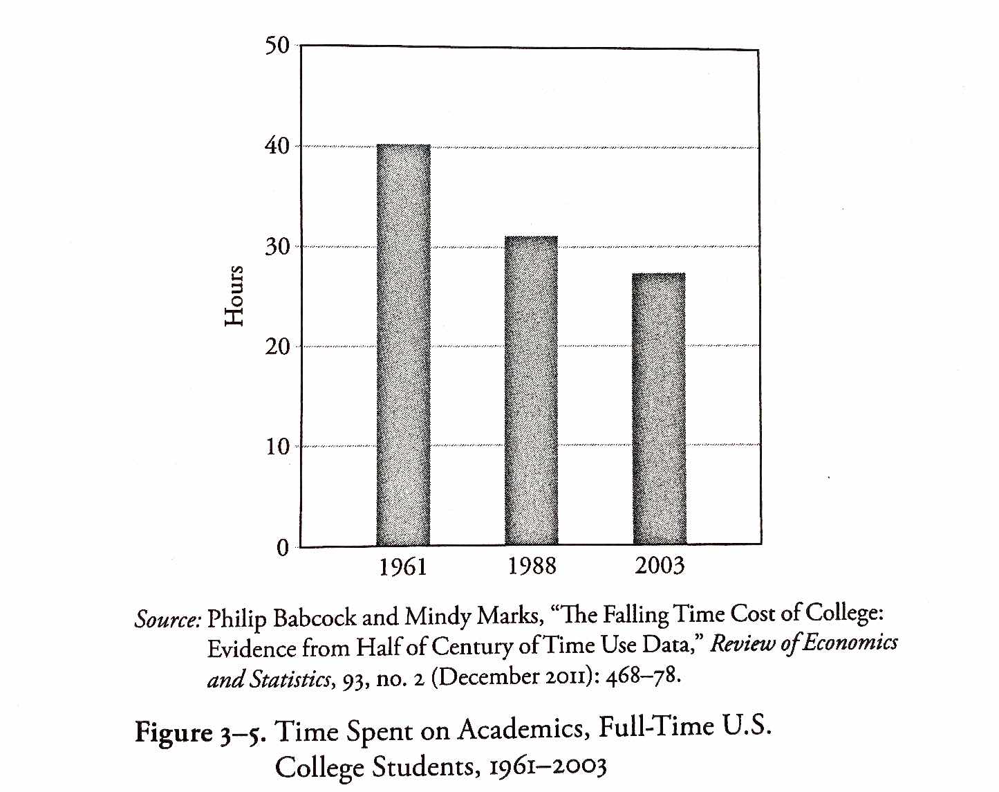 50
40
30
20
10
0
Hours
1961 1988 2003
Source: Philip Babcock and Mindy Marks, “The Falling Time Cost of College:
Evidence from Half of Century of Time Use Data,” Review of Economics
and Statistics, 93, no. 2 (December 2011): 468–78.
Figure 3–5. Time Spent on Academics, Full-Time U.S.
College Students, 1961–2003